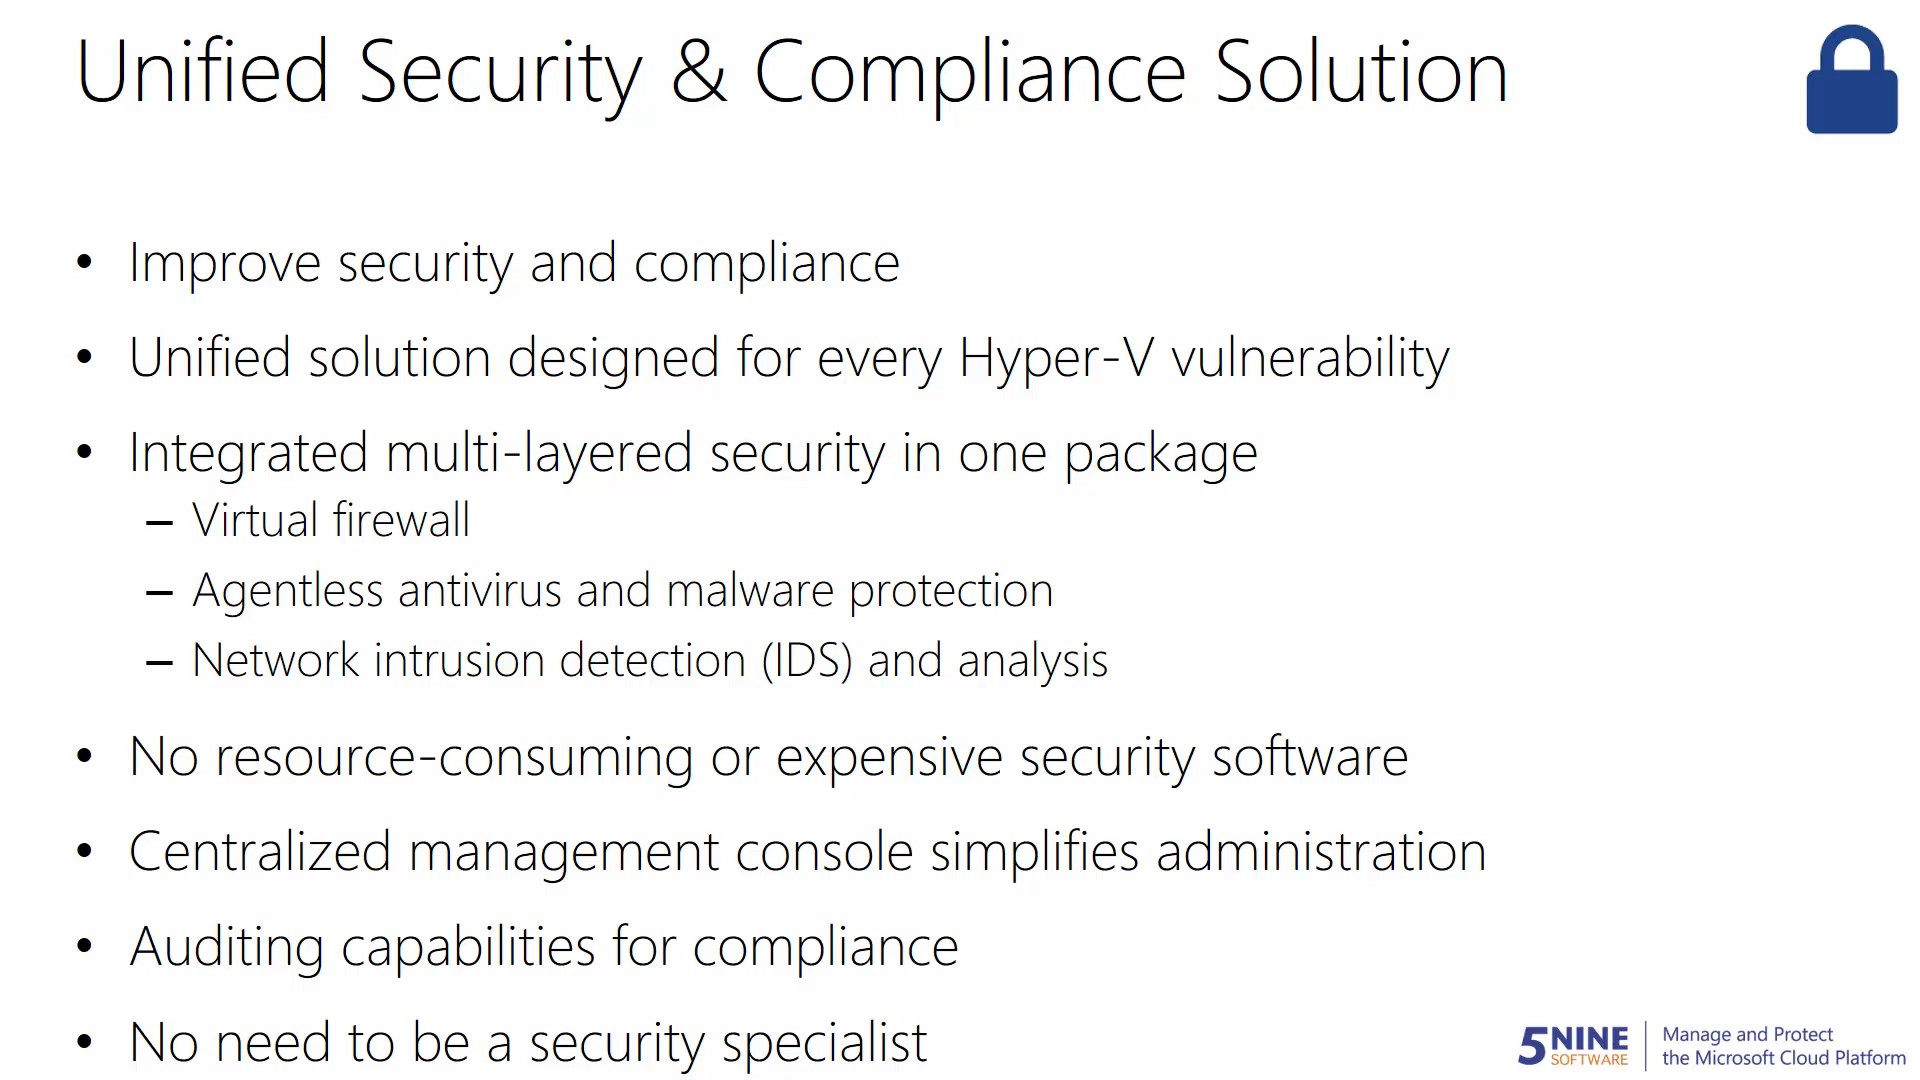 Unified Security & Compliance Solution
• Improve security and compliance
• Unified solution designed for every Hyper-V vulnerability
• Integrated multi-layered security in one package
– Virtual firewall
– Agentless antivirus and malware protection
– Network intrusion detection (IDS) and analysis
• No resource-consuming or expensive security software
• Centralized management console simplifies administration
• Auditing capabilities for compliance
• No need to be a security specialist
5NINE
SOFTWARE
Manage and Protect
the Microsoft Cloud Platform